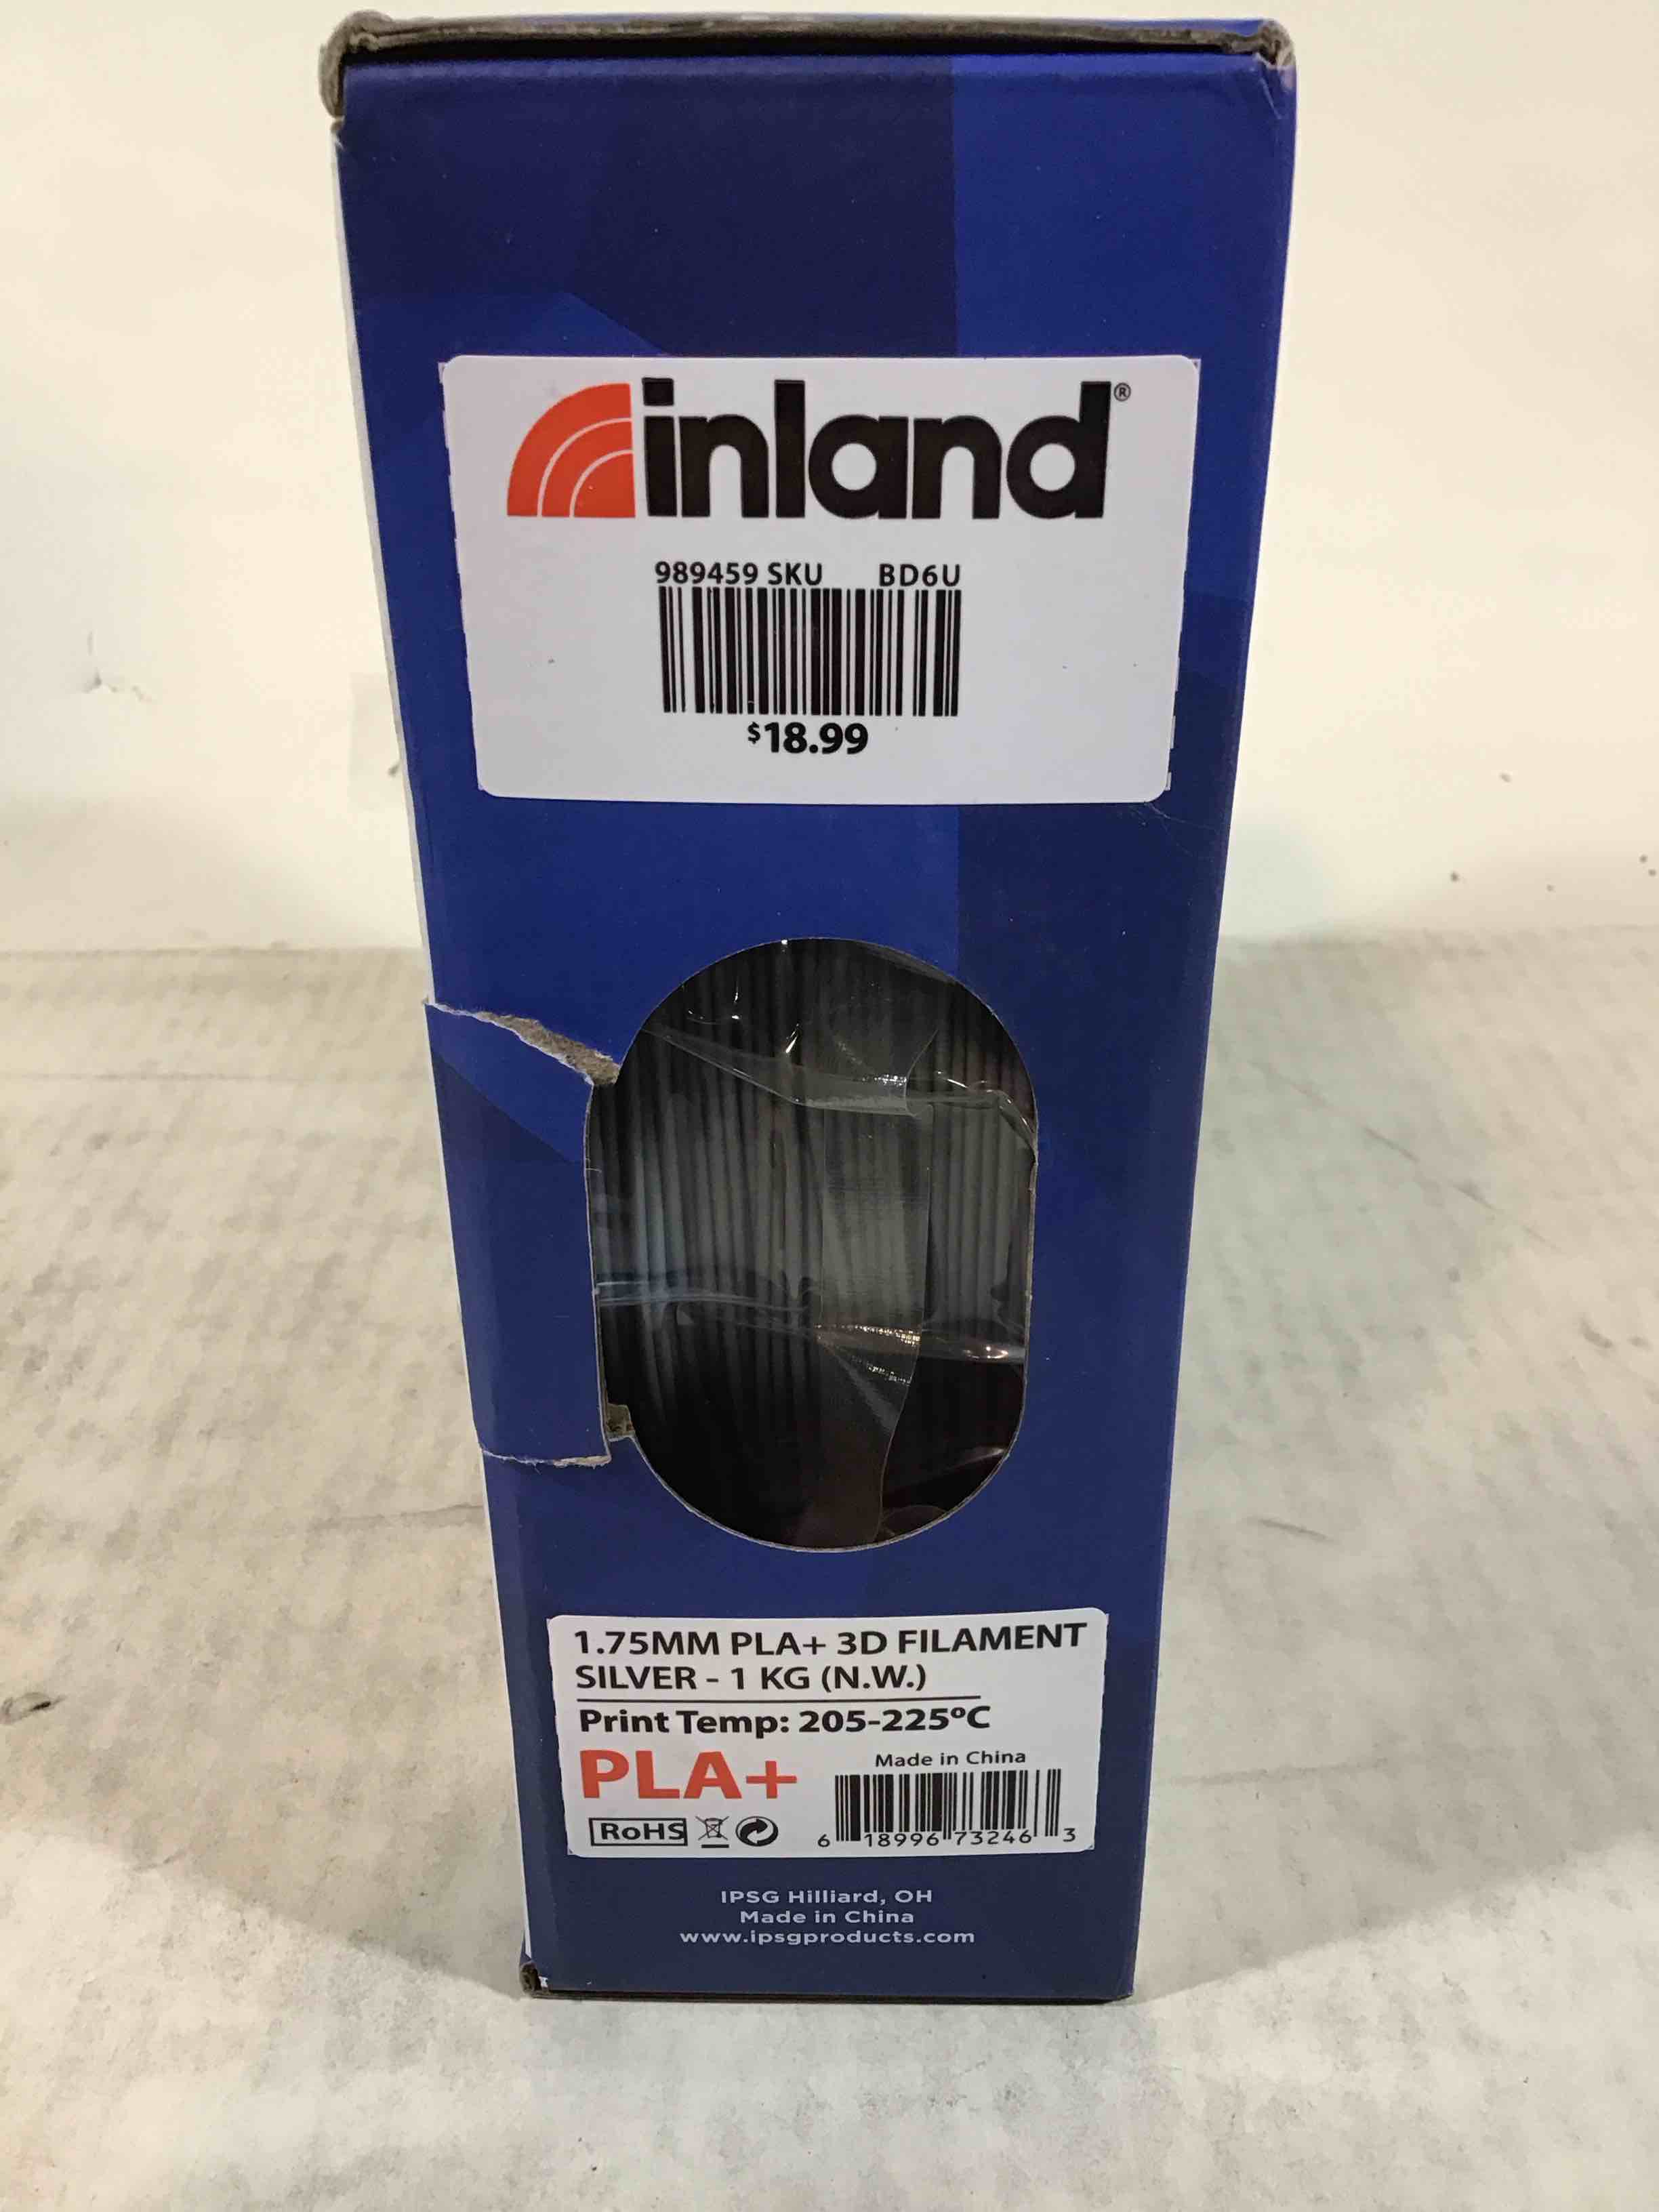 inland®
989459 SKU BD6U
$18.99
1.75MM PLA+ 3D FILAMENT
SILVER - 1 KG (N.W.)
Print Temp: 205-225ºC
PLA+
Made in China
RoHS
6 18996 73246 3
IPSG Hilliard, OH
Made in China
www.ipsgproducts.com